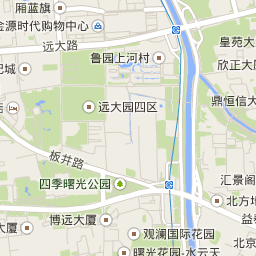 厢蓝旗
金源时代购物中心
远大路
皇苑大
鲁园上河村
欣正大
纪城
远大园四区
鼎恒信大
板井路
四季曙光公园
汇景阁
北方地
博远大厦
观澜国际花园
北京
曙光花园-水云天